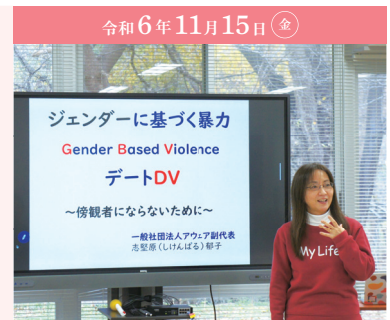 令和6年11月15日 金
ジェンダーに基づく暴力
Gender Based Violence
デートDV
～傍観者にならないために～
一般社団法人アウェア副代表
志堅原(しけんばる)郁子
My Life